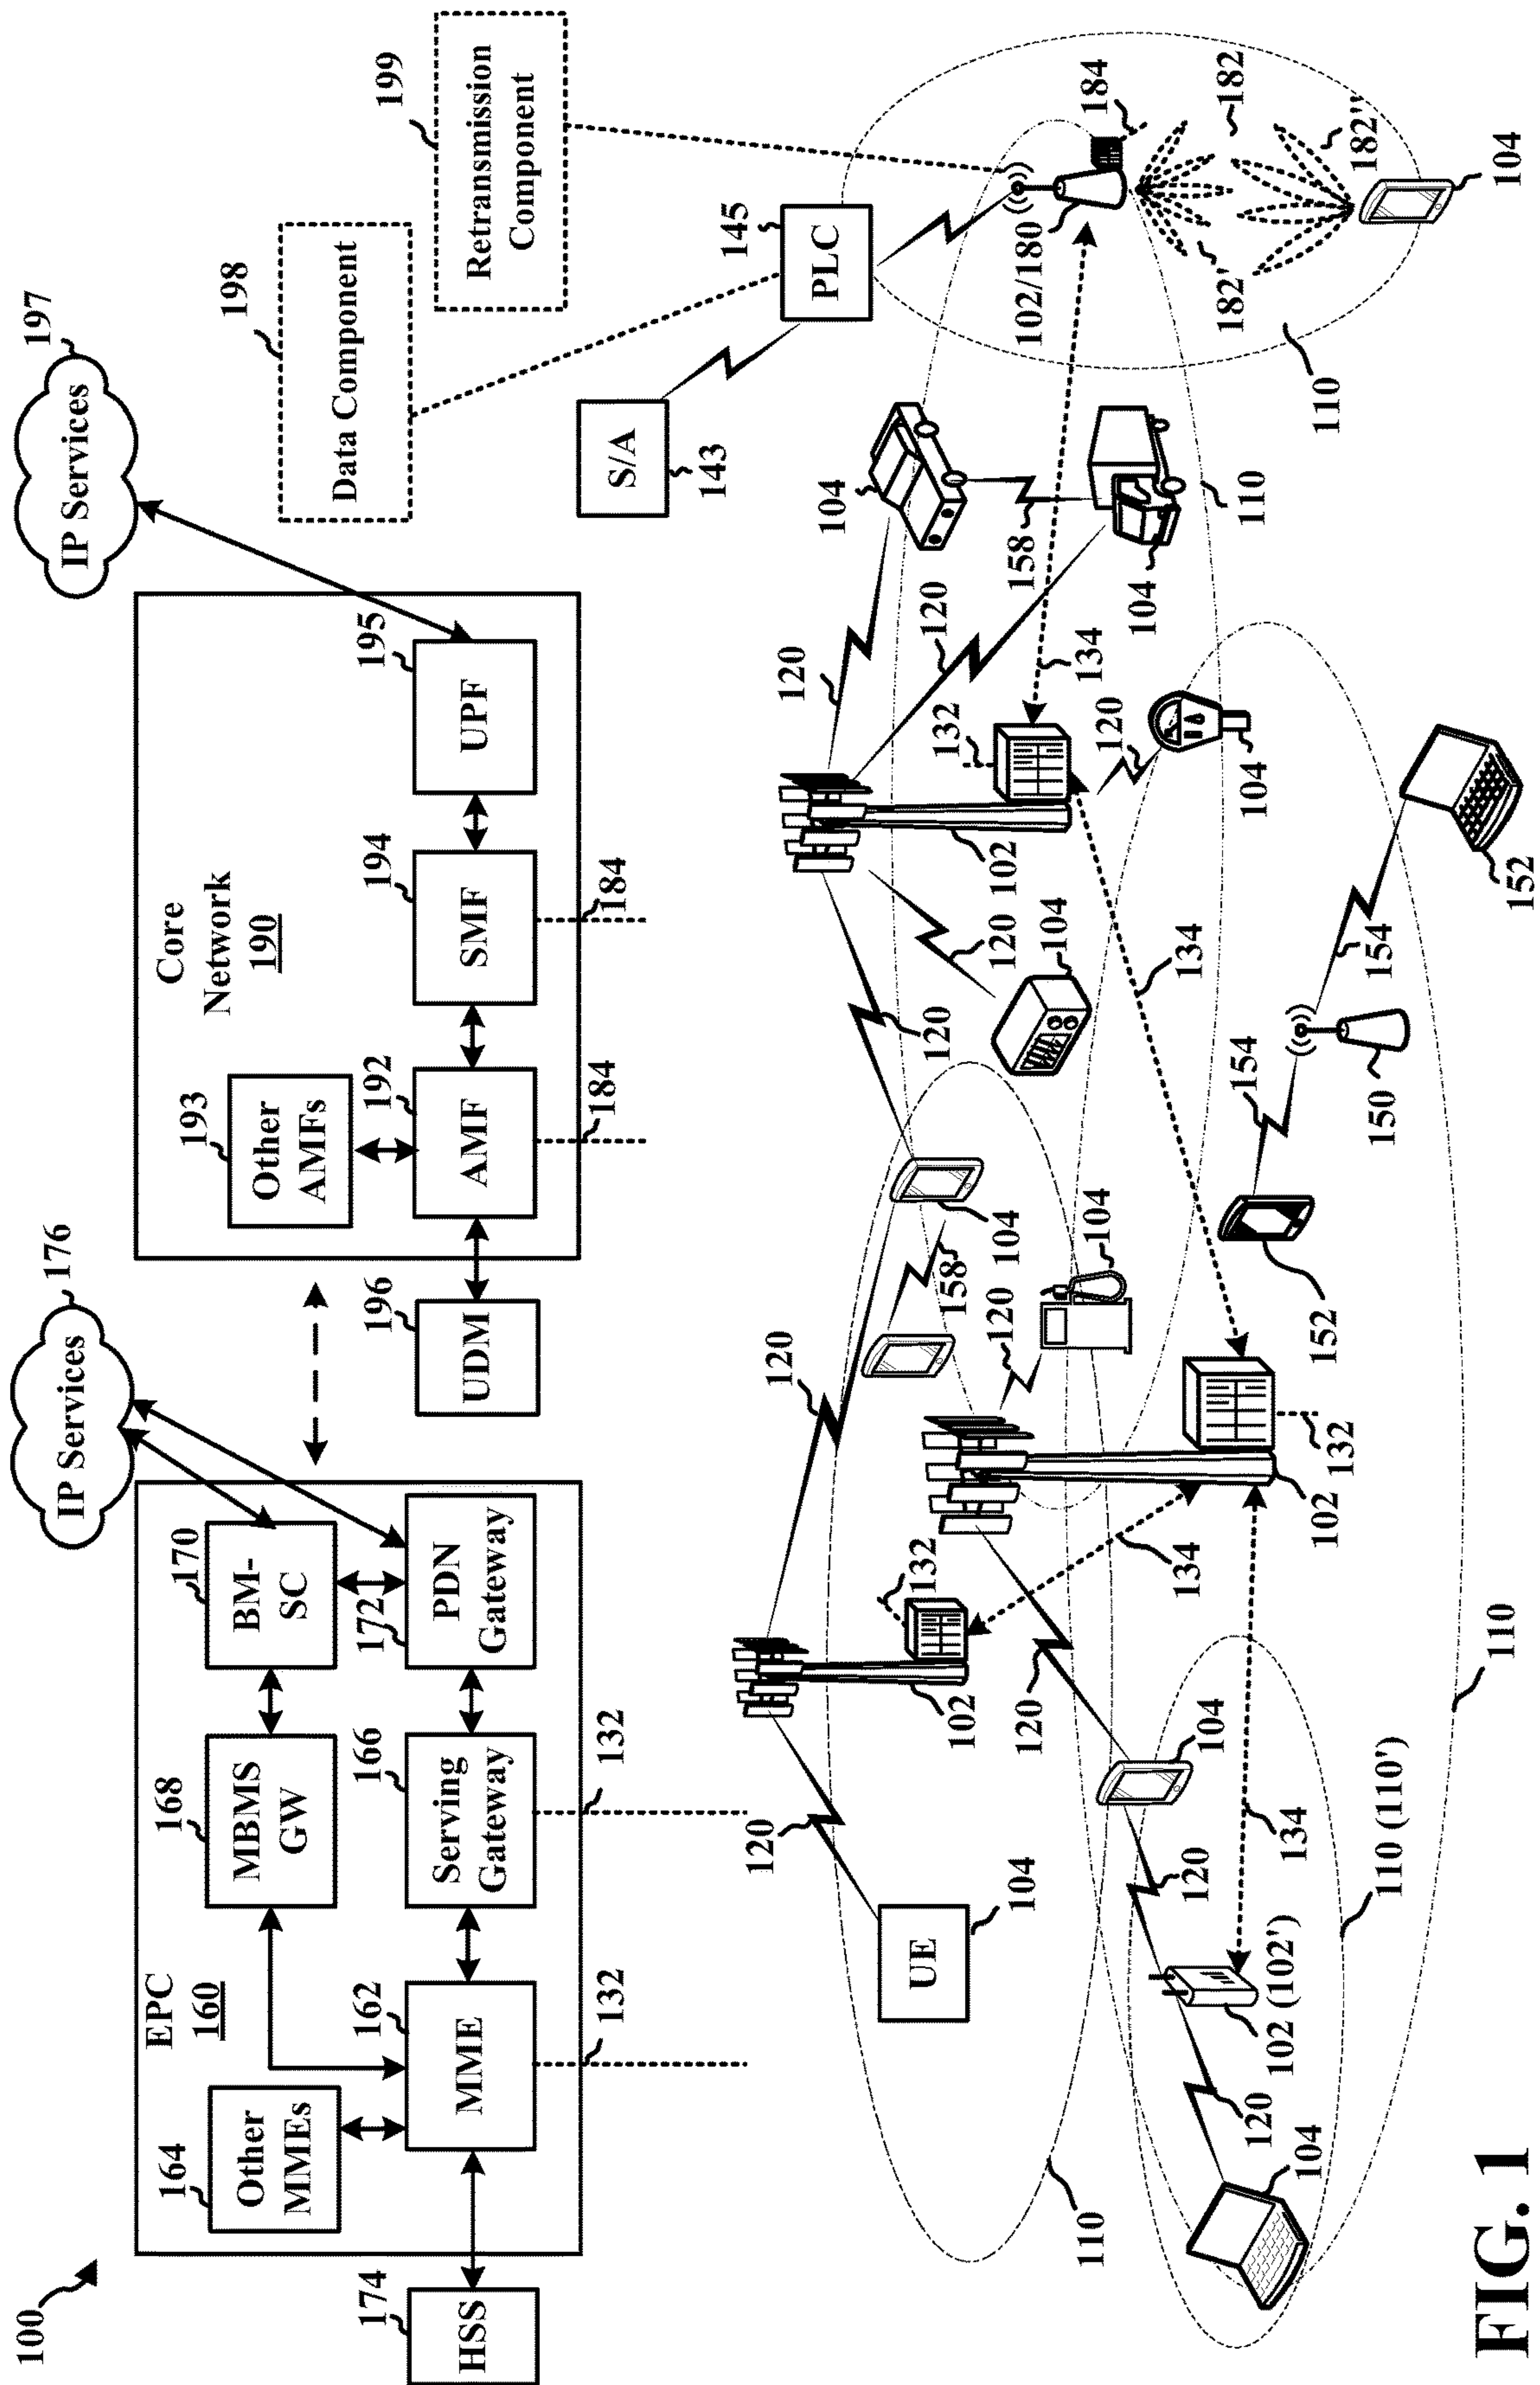 100
EPC
160
164
Other
MMEs
174
HSS
162
MME
168
MBMS
GW
166
Serving
Gateway
170
BM-
SC
172
PDN
Gateway
176
IP Services
132
132
Core
Network
190
193
Other
AMFs
196
UDM
192
AMF
194
SMF
195
UPF
184
184
197
IP Services
198
Data Component
199
Retransmission
Component
S/A
143
145
PLC
102/180
184
182'
182
182"
104
110
120
120
UE
104
102
132
134
120
158
104
120
104
120
120
104
120
104
120
158
104
120
132
102
134
120
104
110
134
102
132
120
104
120
120
104
102 (102')
134
110 (110')
110
110
152
154
150
154
152
FIG. 1